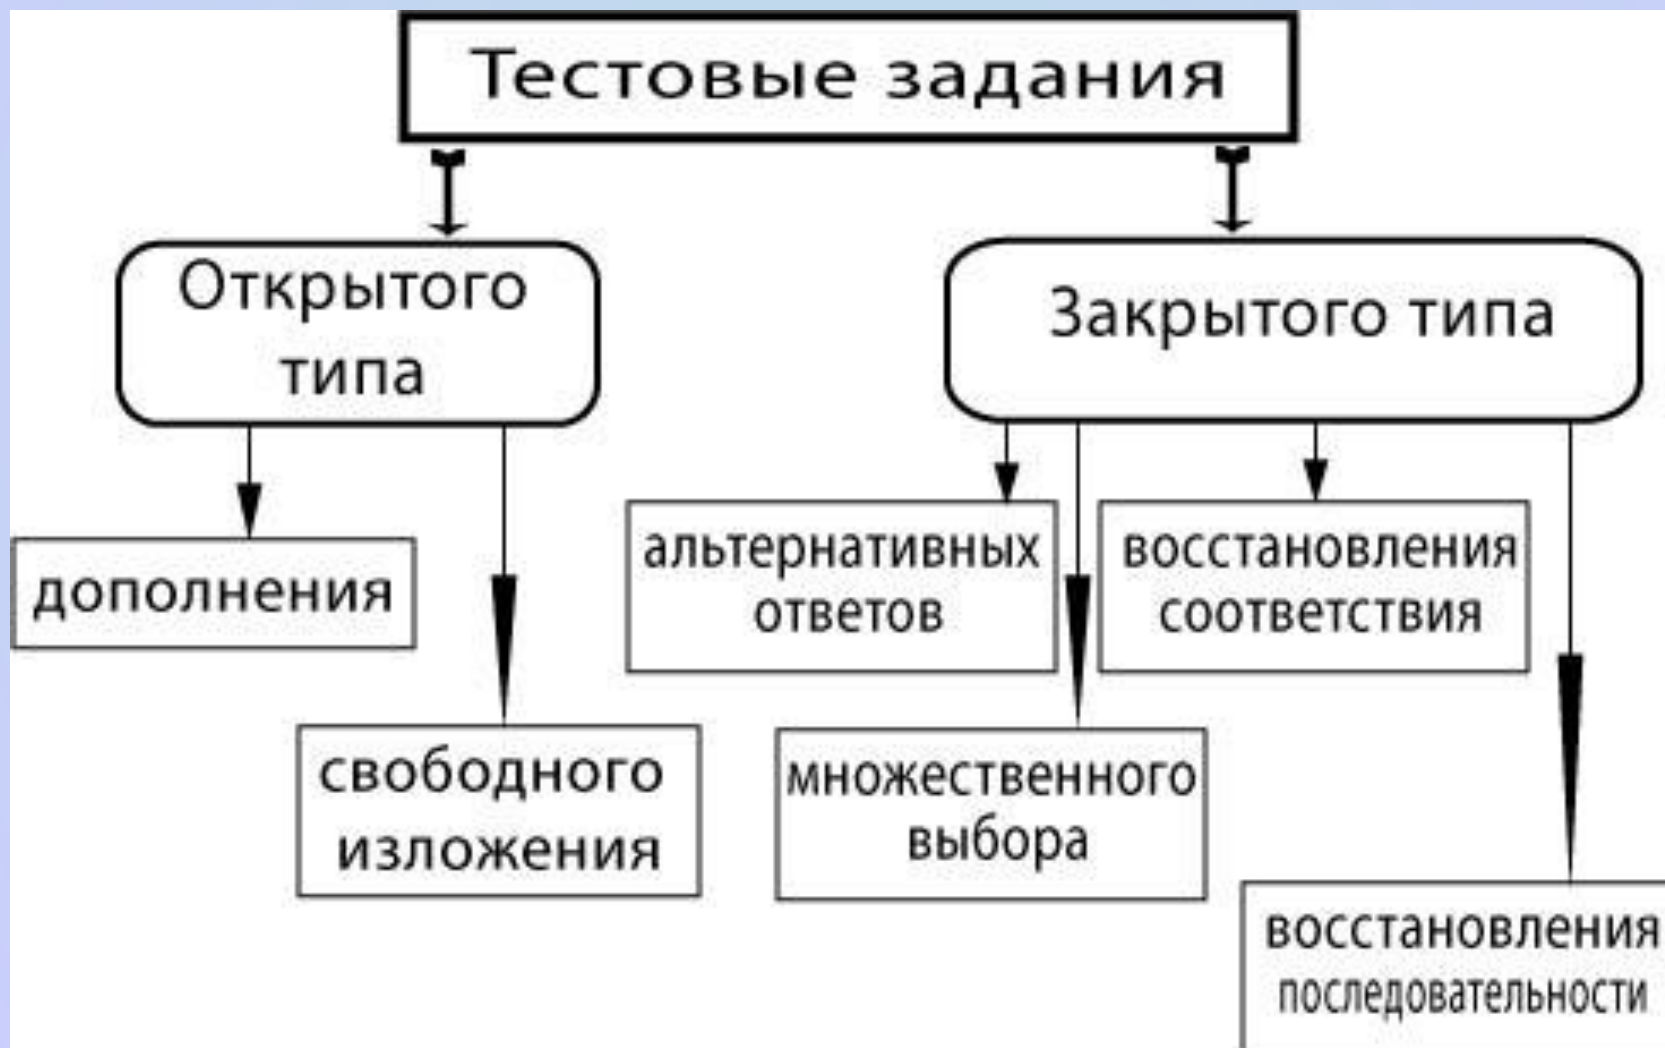 Тестовые задания
Открытого
типа
Закрытого типа
дополнения
свободного
изложения
альтернативных
ответов
множественного
выбора
восстановления
соответствия
восстановления
последовательности